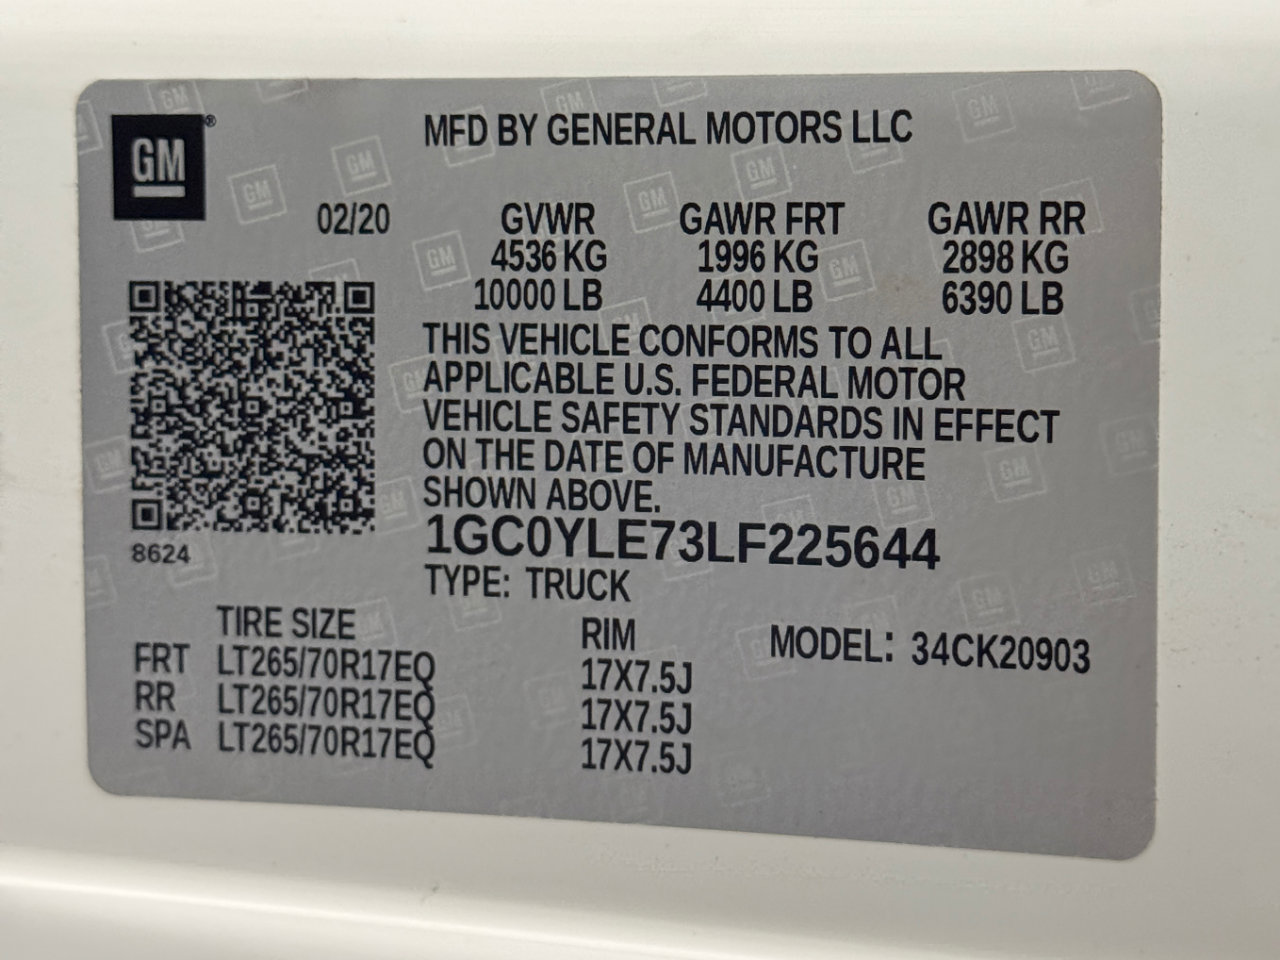 GM®
MFD BY GENERAL MOTORS LLC
02/20 GVWR GAWR FRT GAWR RR
4536 KG 1996 KG 2898 KG
10000 LB 4400 LB 6390 LB
THIS VEHICLE CONFORMS TO ALL
APPLICABLE U.S. FEDERAL MOTOR
VEHICLE SAFETY STANDARDS IN EFFECT
ON THE DATE OF MANUFACTURE
SHOWN ABOVE.
8624
1GC0YLE73LF225644
TYPE: TRUCK
TIRE SIZE RIM MODEL: 34CK20903
FRT LT265/70R17EQ 17X7.5J
RR LT265/70R17EQ 17X7.5J
SPA LT265/70R17EQ 17X7.5J